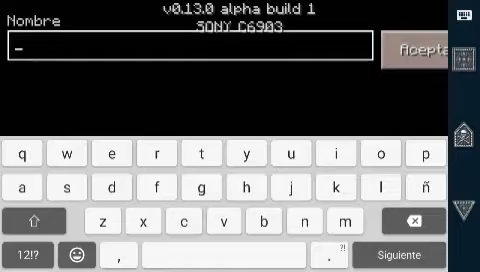 v0.13.0 alpha build 1
SONY C6903
Nombre
_
Acepta
q w e r t y u i o p
a s d f g h j k l ñ
z x c v b n m
12!? , . ?! Siguiente